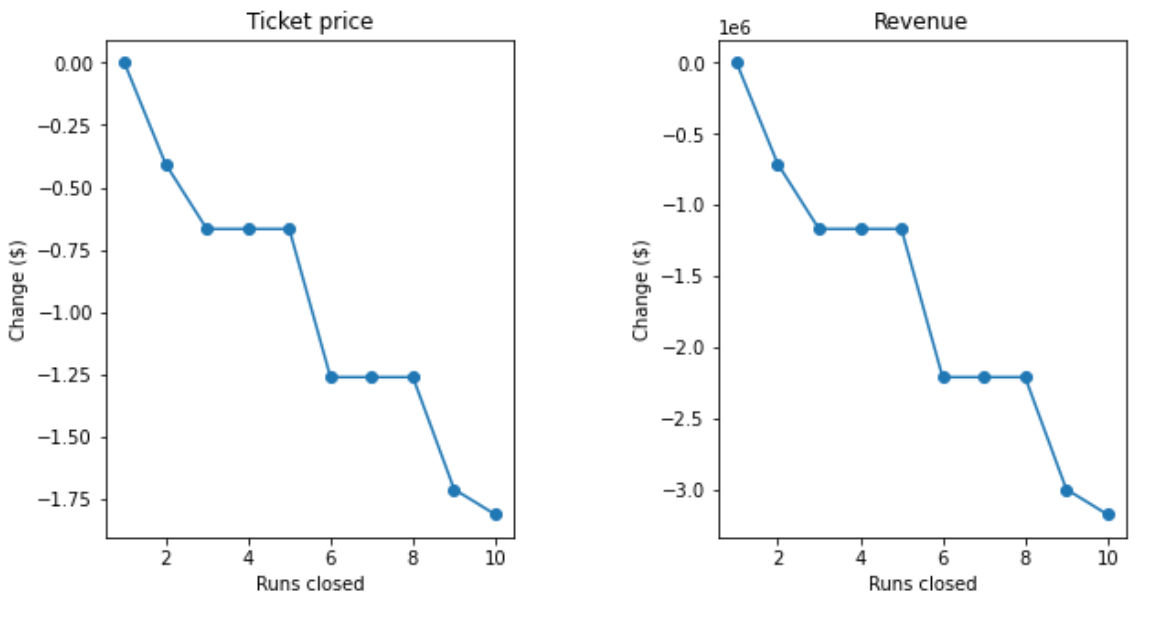 Ticket price
0.00
−0.25
−0.50
−0.75
−1.00
−1.25
−1.50
−1.75
Change ($)
2 4 6 8 10
Runs closed
Revenue
1e6
0.0
−0.5
−1.0
−1.5
−2.0
−2.5
−3.0
Change ($)
2 4 6 8 10
Runs closed